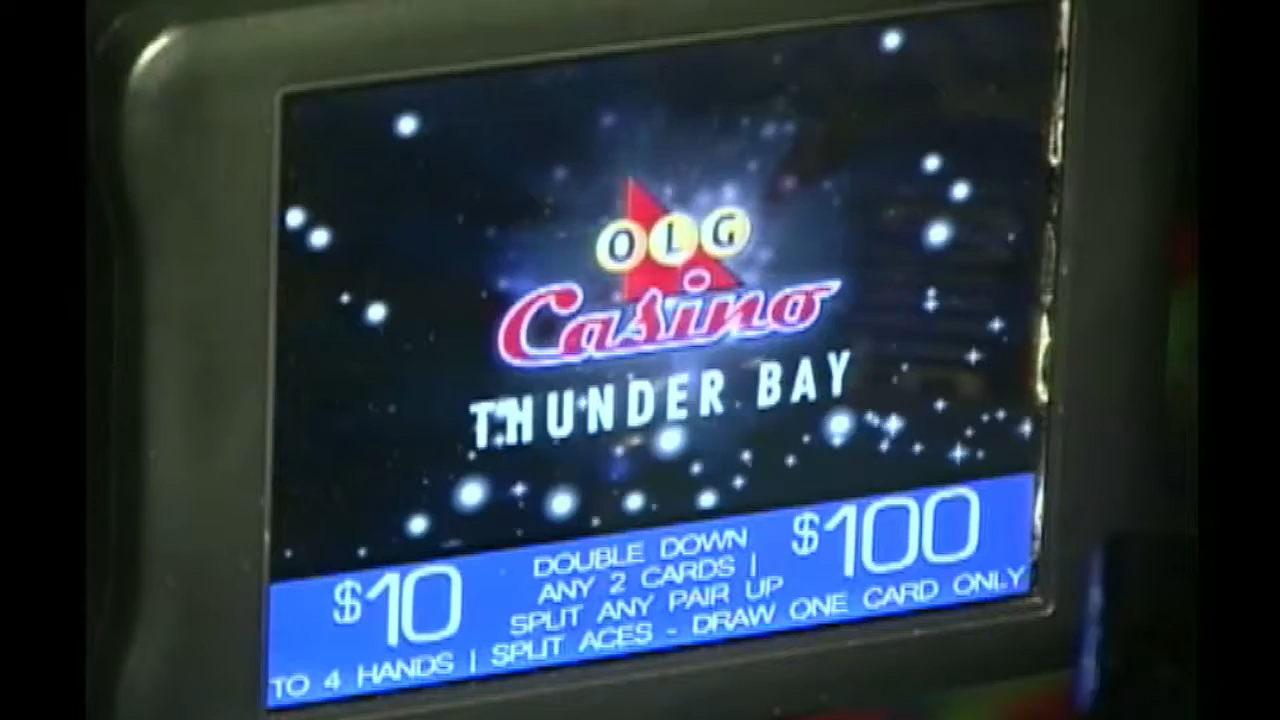 OLG
Casino
THUNDER BAY
$10
DOUBLE DOWN
ANY 2 CARDS |
SPLIT ANY PAIR UP
$100
TO 4 HANDS | SPLIT ACES - DRAW ONE CARD ONLY